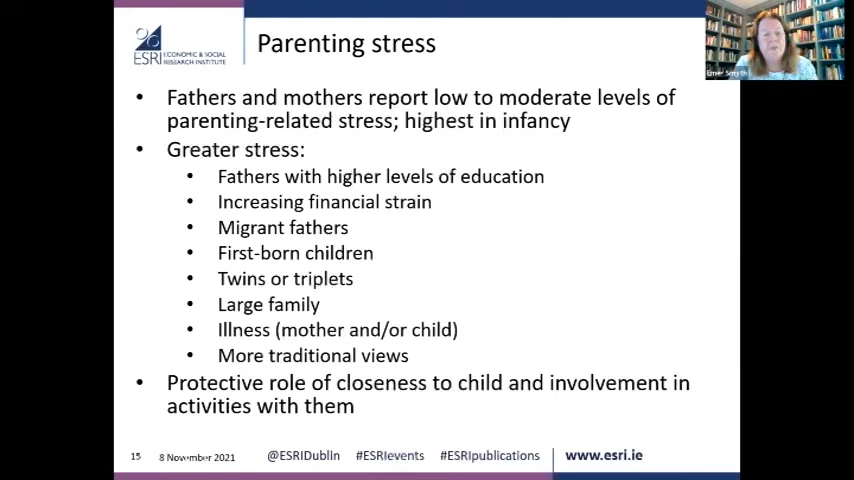 ESRI ECONOMIC & SOCIAL
RESEARCH INSTITUTE
Parenting stress
Emer Smyth
• Fathers and mothers report low to moderate levels of
parenting-related stress; highest in infancy
• Greater stress:
• Fathers with higher levels of education
• Increasing financial strain
• Migrant fathers
• First-born children
• Twins or triplets
• Large family
• Illness (mother and/or child)
• More traditional views
• Protective role of closeness to child and involvement in
activities with them
15 8 November 2021 @ESRIDublin #ESRIevents #ESRIpublications www.esri.ie